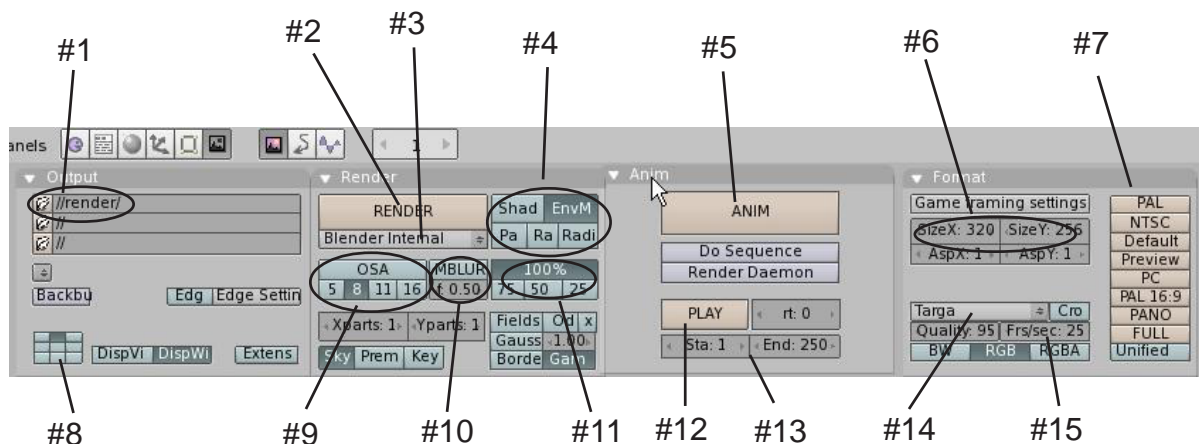 #1
#2
#3
#4
#5
#6
#7
anels
1
Output
//render/
//
//
Backbu
Edg
Edge Settin
DispVi
DispWi
Extens
Render
RENDER
Blender Internal
Shad
EnvM
Pa
Ra
Radi
OSA
MBLUR
100%
5
8
11
16
f: 0.50
75
50
25
Xparts: 1
Yparts: 1
Fields
Od
x
Gauss
1.00
Sky
Prem
Key
Borde
Gam
Anim
ANIM
Do Sequence
Render Daemon
PLAY
rt: 0
Sta: 1
End: 250
Format
Game framing settings
SizeX: 320
SizeY: 256
AspX: 1
AspY: 1
Targa
Cro
Quality: 95
Frs/sec: 25
BW
RGB
RGBA
PAL
NTSC
Default
Preview
PC
PAL 16:9
PANO
FULL
Unified
#8
#9
#10
#11
#12
#13
#14
#15